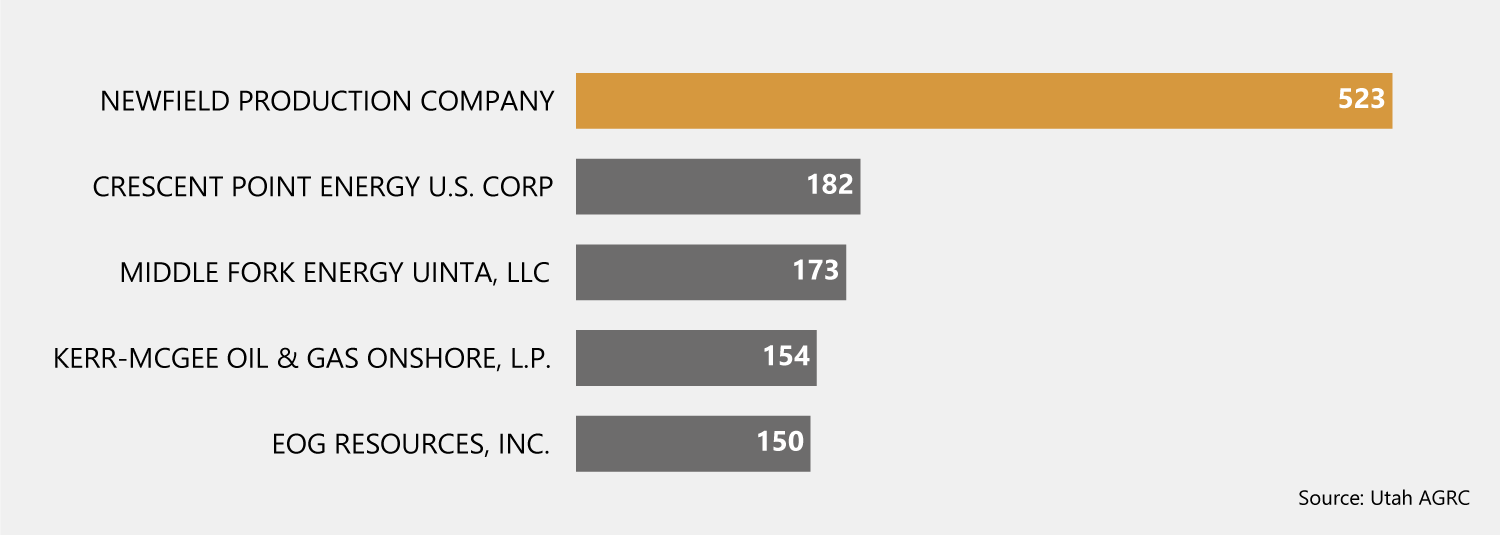 NEWFIELD PRODUCTION COMPANY 523
CRESCENT POINT ENERGY U.S. CORP 182
MIDDLE FORK ENERGY UINTA, LLC 173
KERR-MCGEE OIL & GAS ONSHORE, L.P. 154
EOG RESOURCES, INC. 150
Source: Utah AGRC